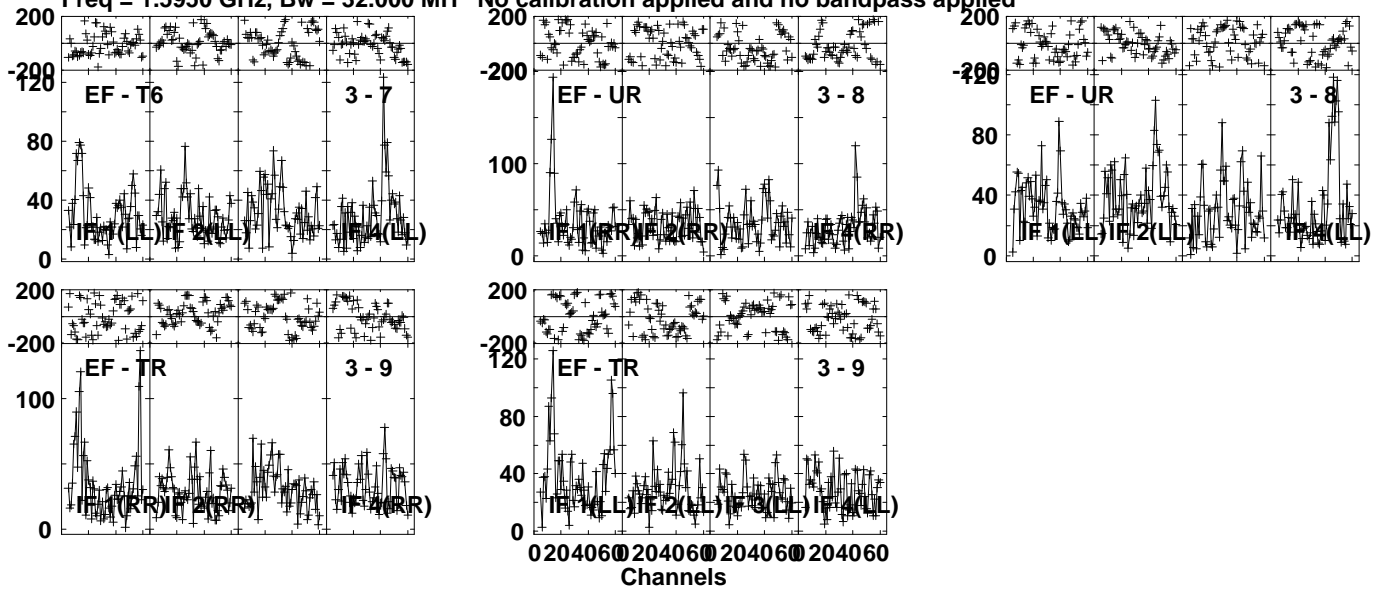 Freq = 1.5950 GHz, Bw = 32.000 MH No calibration applied and no bandpass applied
200
-200
120
80
40
0
EF - T6
3 - 7
IF 1(LL)
IF 2(LL)
IF 4(LL)
200
-200
200
100
0
EF - UR
3 - 8
IF 1(RR)
IF 2(RR)
IF 4(RR)
200
-200
120
80
40
0
EF - UR
3 - 8
IF 1(LL)
IF 2(LL)
IF 4(LL)
200
-200
100
0
EF - TR
3 - 9
IF 1(RR)
IF 2(RR)
IF 4(RR)
200
-200
120
80
40
0
EF - TR
3 - 9
IF 1(LL)
IF 2(LL)
IF 3(LL)
IF 4(LL)
0 20 40 60 0 20 40 60 0 20 40 60 0 20 40 60
Channels